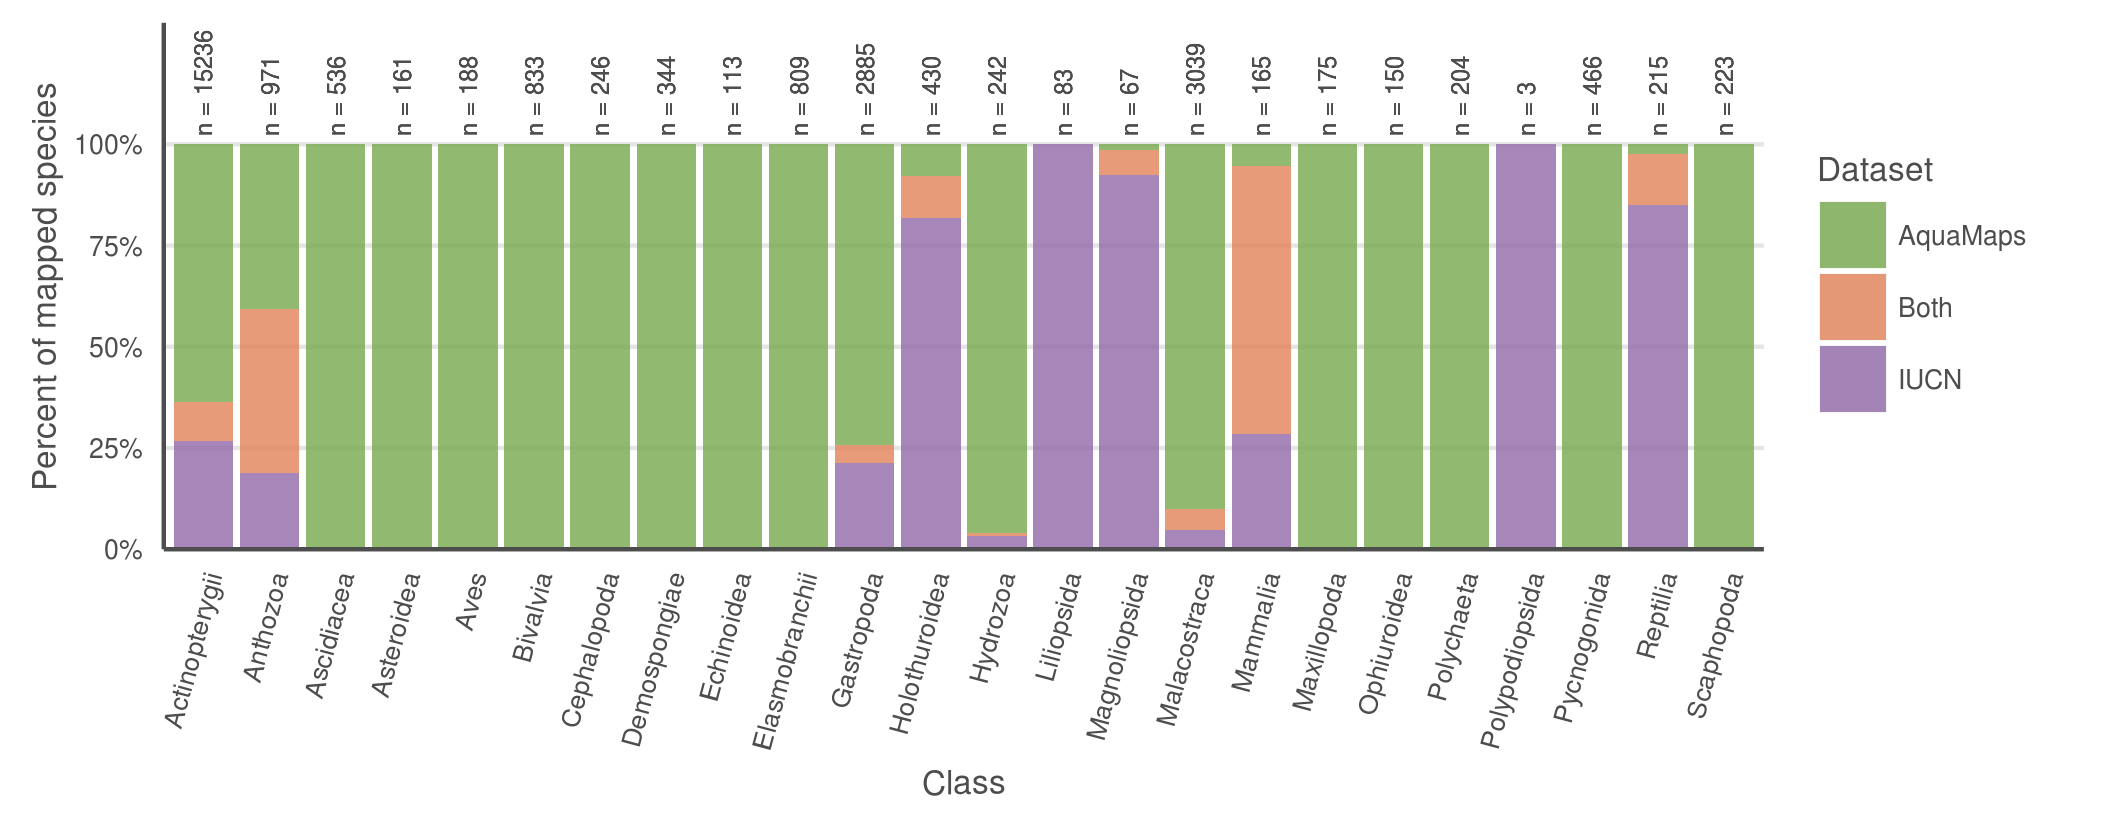 n = 15236
n = 971
n = 536
n = 161
n = 188
n = 833
n = 246
n = 344
n = 113
n = 809
n = 2885
n = 430
n = 242
n = 83
n = 67
n = 3039
n = 165
n = 175
n = 150
n = 204
n = 3
n = 466
n = 215
n = 223
Percent of mapped species
100%
75%
50%
25%
0%
Actinopterygii
Anthozoa
Ascidiacea
Asteroidea
Aves
Bivalvia
Cephalopoda
Demospongiae
Echinoidea
Elasmobranchii
Gastropoda
Holothuroidea
Hydrozoa
Liliopsida
Magnoliopsida
Malacostraca
Mammalia
Maxillopoda
Ophiuroidea
Polychaeta
Polypodiopsida
Pycnogonida
Reptilia
Scaphopoda
Class
Dataset
AquaMaps
Both
IUCN